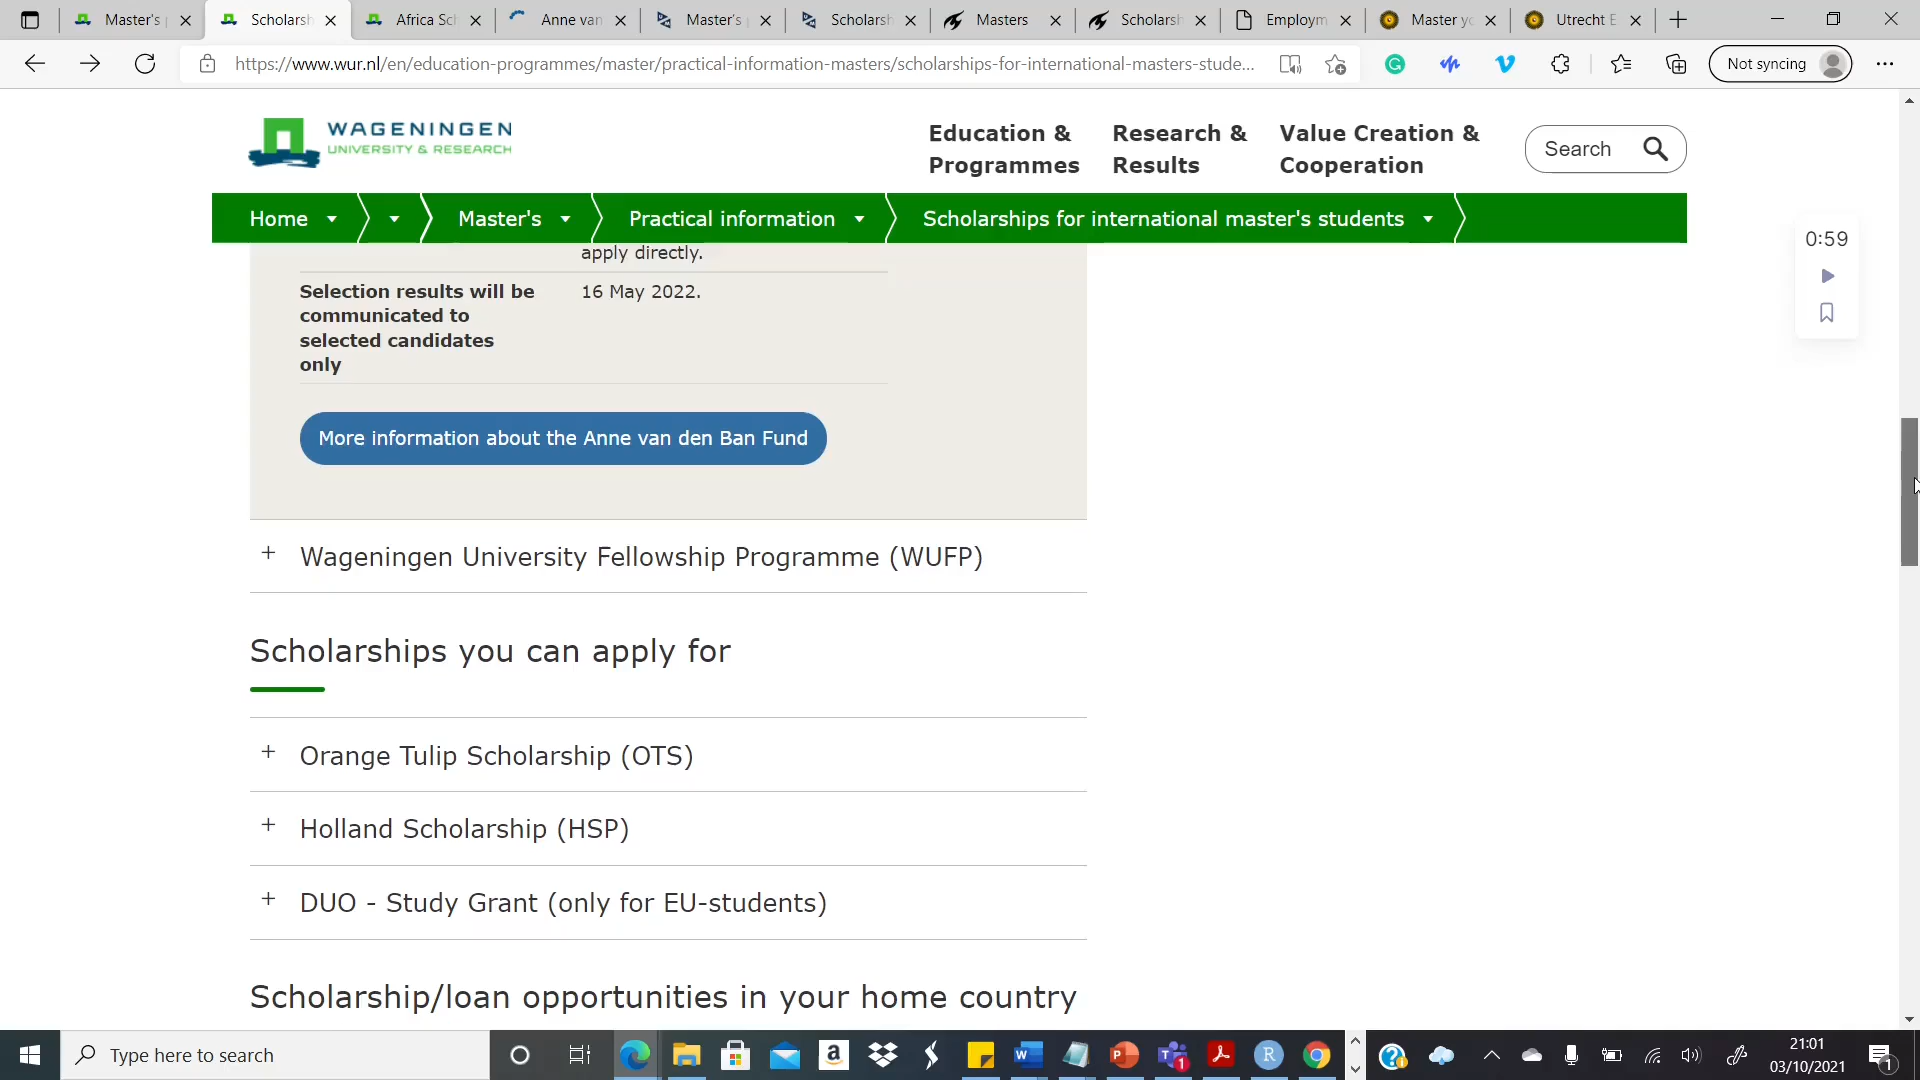 Master's
Scholarsh
Africa Sch
Anne van
Master's
Scholarsh
Masters
Scholarsh
Employm
Master yo
Utrecht E
https://www.wur.nl/en/education-programmes/master/practical-information-masters/scholarships-for-international-masters-stude...
Not syncing
WAGENINGEN
UNIVERSITY & RESEARCH
Education &
Programmes
Research &
Results
Value Creation &
Cooperation
Search
Home
Master's
Practical information
Scholarships for international master's students
0:59
apply directly.
Selection results will be
communicated to
selected candidates
only
16 May 2022.
More information about the Anne van den Ban Fund
+ Wageningen University Fellowship Programme (WUFP)
Scholarships you can apply for
+ Orange Tulip Scholarship (OTS)
+ Holland Scholarship (HSP)
+ DUO - Study Grant (only for EU-students)
Scholarship/loan opportunities in your home country
Type here to search
21:01
03/10/2021
1